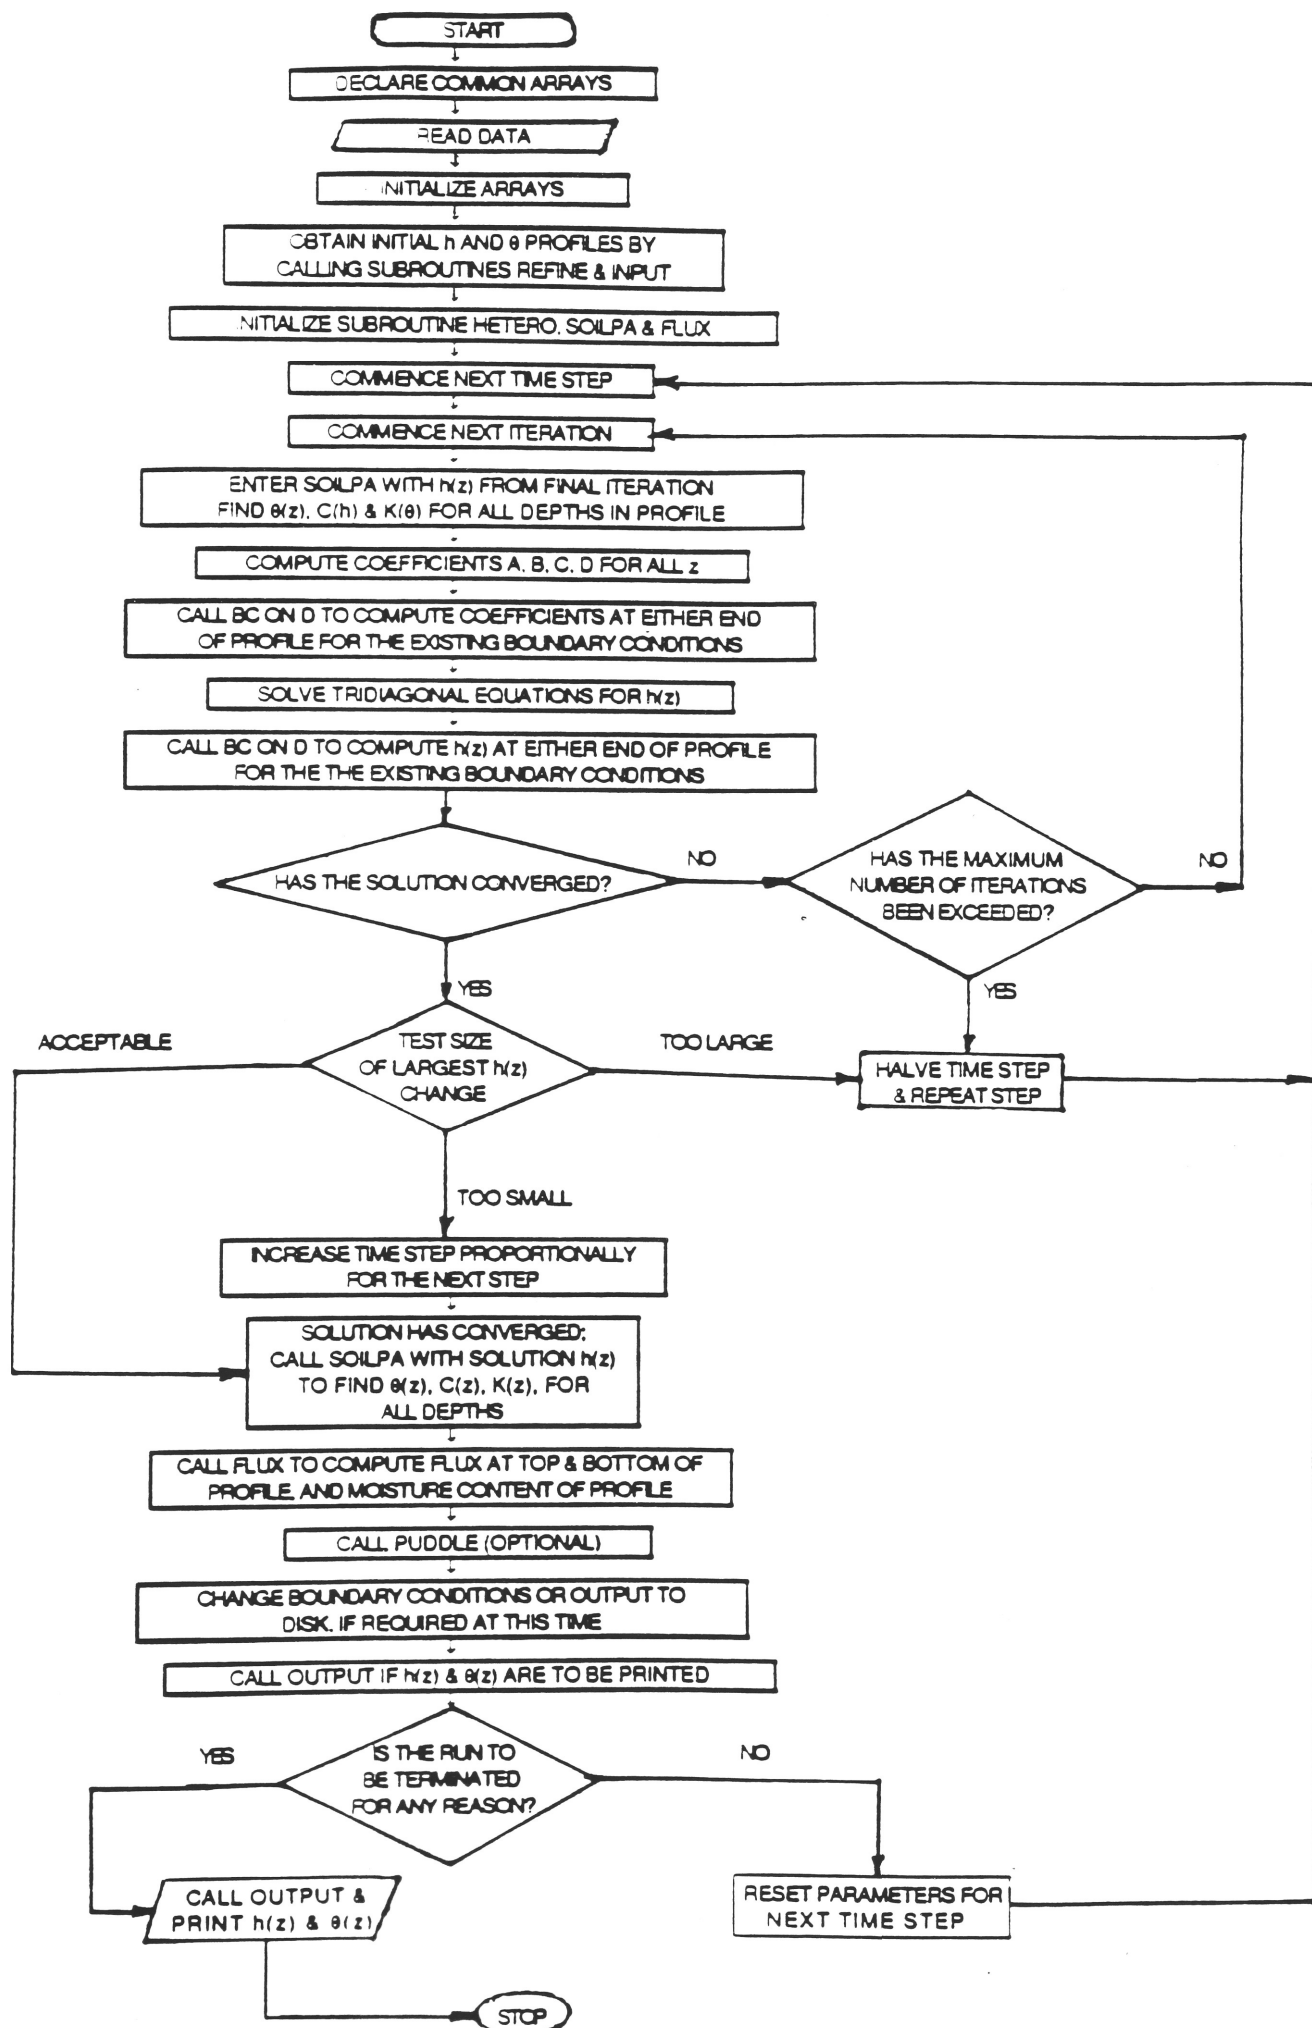 START
DECLARE COMMON ARRAYS
READ DATA
INITIALIZE ARRAYS
OBTAIN INITIAL h AND θ PROFILES BY
CALLING SUBROUTINES REFINE & INPUT
INITIALIZE SUBROUTINE HETERO, SOILPA & FLUX
COMMENCE NEXT TIME STEP
COMMENCE NEXT ITERATION
ENTER SOILPA WITH h(z) FROM FINAL ITERATION
FIND θ(z), C(h) & K(θ) FOR ALL DEPTHS IN PROFILE
COMPUTE COEFFICIENTS A, B, C, D FOR ALL z
CALL BC ON D TO COMPUTE COEFFICIENTS AT EITHER END
OF PROFILE FOR THE EXISTING BOUNDARY CONDITIONS
SOLVE TRIDIAGONAL EQUATIONS FOR h(z)
CALL BC ON D TO COMPUTE h(z) AT EITHER END OF PROFILE
FOR THE THE EXISTING BOUNDARY CONDITIONS
HAS THE SOLUTION CONVERGED?
NO
HAS THE MAXIMUM
NUMBER OF ITERATIONS
BEEN EXCEEDED?
NO
YES
YES
ACCEPTABLE
TEST SIZE
OF LARGEST h(z)
CHANGE
TOO LARGE
HALVE TIME STEP
& REPEAT STEP
TOO SMALL
INCREASE TIME STEP PROPORTIONALLY
FOR THE NEXT STEP
SOLUTION HAS CONVERGED:
CALL SOILPA WITH SOLUTION h(z)
TO FIND θ(z), C(z), K(z), FOR
ALL DEPTHS
CALL FLUX TO COMPUTE FLUX AT TOP & BOTTOM OF
PROFILE AND MOISTURE CONTENT OF PROFILE
CALL PUDDLE (OPTIONAL)
CHANGE BOUNDARY CONDITIONS OR OUTPUT TO
DISK, IF REQUIRED AT THIS TIME
CALL OUTPUT IF h(z) & θ(z) ARE TO BE PRINTED
YES
IS THE RUN TO
BE TERMINATED
FOR ANY REASON?
NO
CALL OUTPUT &
PRINT h(z) & θ(z)
RESET PARAMETERS FOR
NEXT TIME STEP
STOP